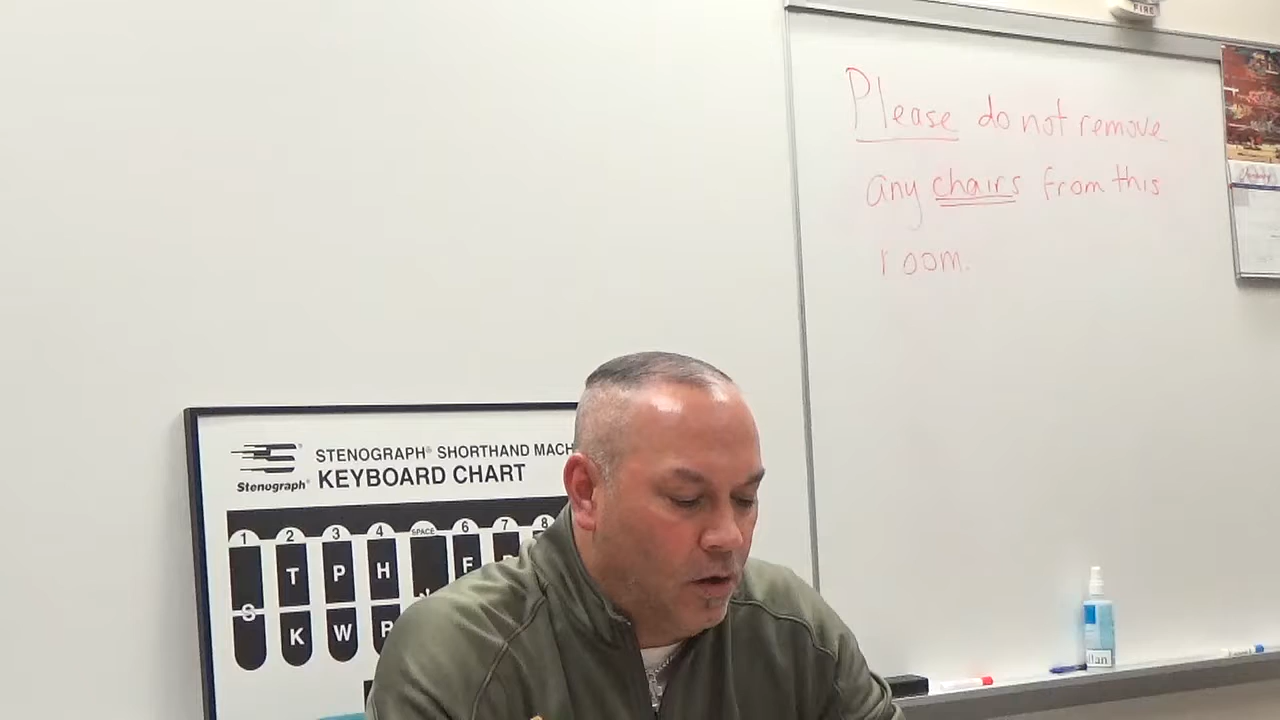 FIRE
Please do not remove
any chairs from this
room.
STENOGRAPH® SHORTHAND MACH
Stenograph® KEYBOARD CHART
1 2 3 4 SPACE 6 7 8
T P H F
S
K W R